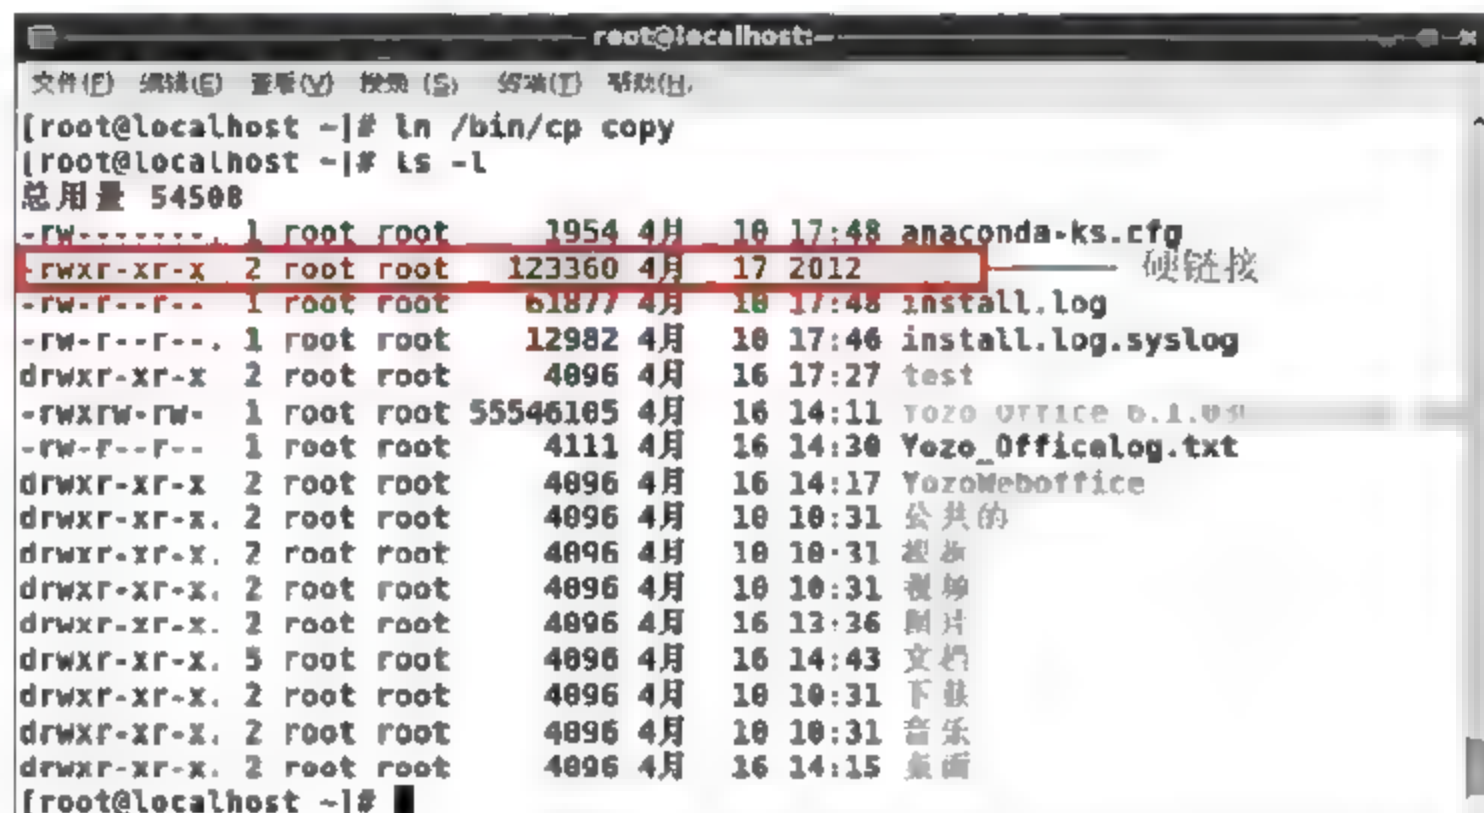 root@localhost:~
文件(F) 编辑(E) 查看(V) 搜索 (S) 终端(T) 帮助(H)
[root@localhost ~]# ln /bin/cp copy
[root@localhost ~]# ls -l
总用量 54508
-rw-------. 1 root root 1954 4月 10 17:48 anaconda-ks.cfg
-rwxr-xr-x 2 root root 123360 4月 17 2012
硬链接
-rw-r--r-- 1 root root 61877 4月 10 17:48 install.log
-rw-r--r--. 1 root root 12982 4月 10 17:46 install.log.syslog
drwxr-xr-x 2 root root 4096 4月 16 17:27 test
-rwxrw-rw- 1 root root 55546105 4月 16 14:11 Yozo Office
-rw-r--r-- 1 root root 4111 4月 16 14:30 Yozo_Officelog.txt
drwxr-xr-x 2 root root 4096 4月 16 14:17 YozoWeboffice
drwxr-xr-x. 2 root root 4096 4月 10 10:31 公共的
drwxr-xr-x. 2 root root 4096 4月 10 10:31 模板
drwxr-xr-x. 2 root root 4096 4月 10 10:31 视频
drwxr-xr-x. 2 root root 4096 4月 16 13:36 图片
drwxr-xr-x. 5 root root 4096 4月 16 14:43 文档
drwxr-xr-x. 2 root root 4096 4月 10 10:31 下载
drwxr-xr-x. 2 root root 4096 4月 10 10:31 音乐
drwxr-xr-x. 2 root root 4096 4月 16 14:15 桌面
[root@localhost ~]#